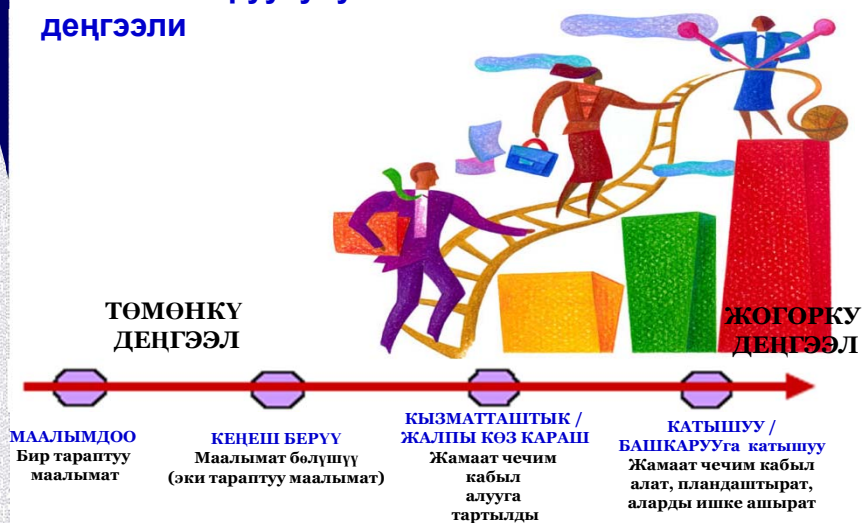 деңгээли
ТӨМӨНКҮ
ДЕҢГЭЭЛ
ЖОГОРКУ
ДЕҢГЭЭЛ
МААЛЫМДОО
Бир тараптуу
маалымат
КЕҢЕШ БЕРҮҮ
Маалымат бөлүшүү
(эки тараптуу маалымат)
КЫЗМАТТАШТЫК /
ЖАЛПЫ КӨЗ КАРАШ
Жамаат чечим
кабыл
алууга
тартылды
КАТЫШУУ /
БАШКАРУУга катышуу
Жамаат чечим кабыл
алат, пландаштырат,
аларды ишке ашырат